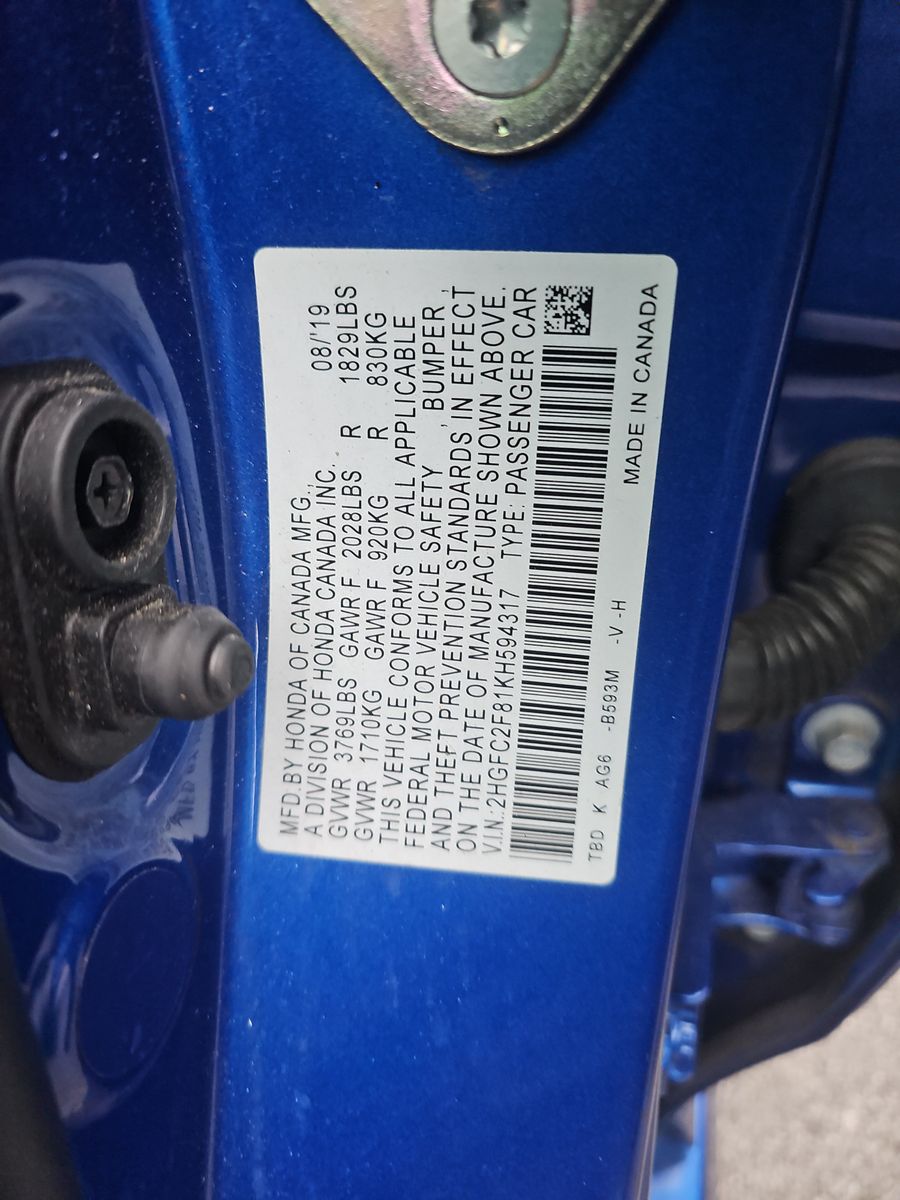 MFD.BY HONDA OF CANADA MFG., 08/'19
A DIVISION OF HONDA CANADA INC.
GVWR 3769LBS GAWR F 2028LBS R 1829LBS
GVWR 1710KG GAWR F 920KG R 830KG
THIS VEHICLE CONFORMS TO ALL APPLICABLE
FEDERAL MOTOR VEHICLE SAFETY , BUMPER ,
AND THEFT PREVENTION STANDARDS IN EFFECT
ON THE DATE OF MANUFACTURE SHOWN ABOVE.
V.I.N.:2HGFC2F81KH594317 TYPE: PASSENGER CAR
TBD K AG6 -B593M -V -H
MADE IN CANADA